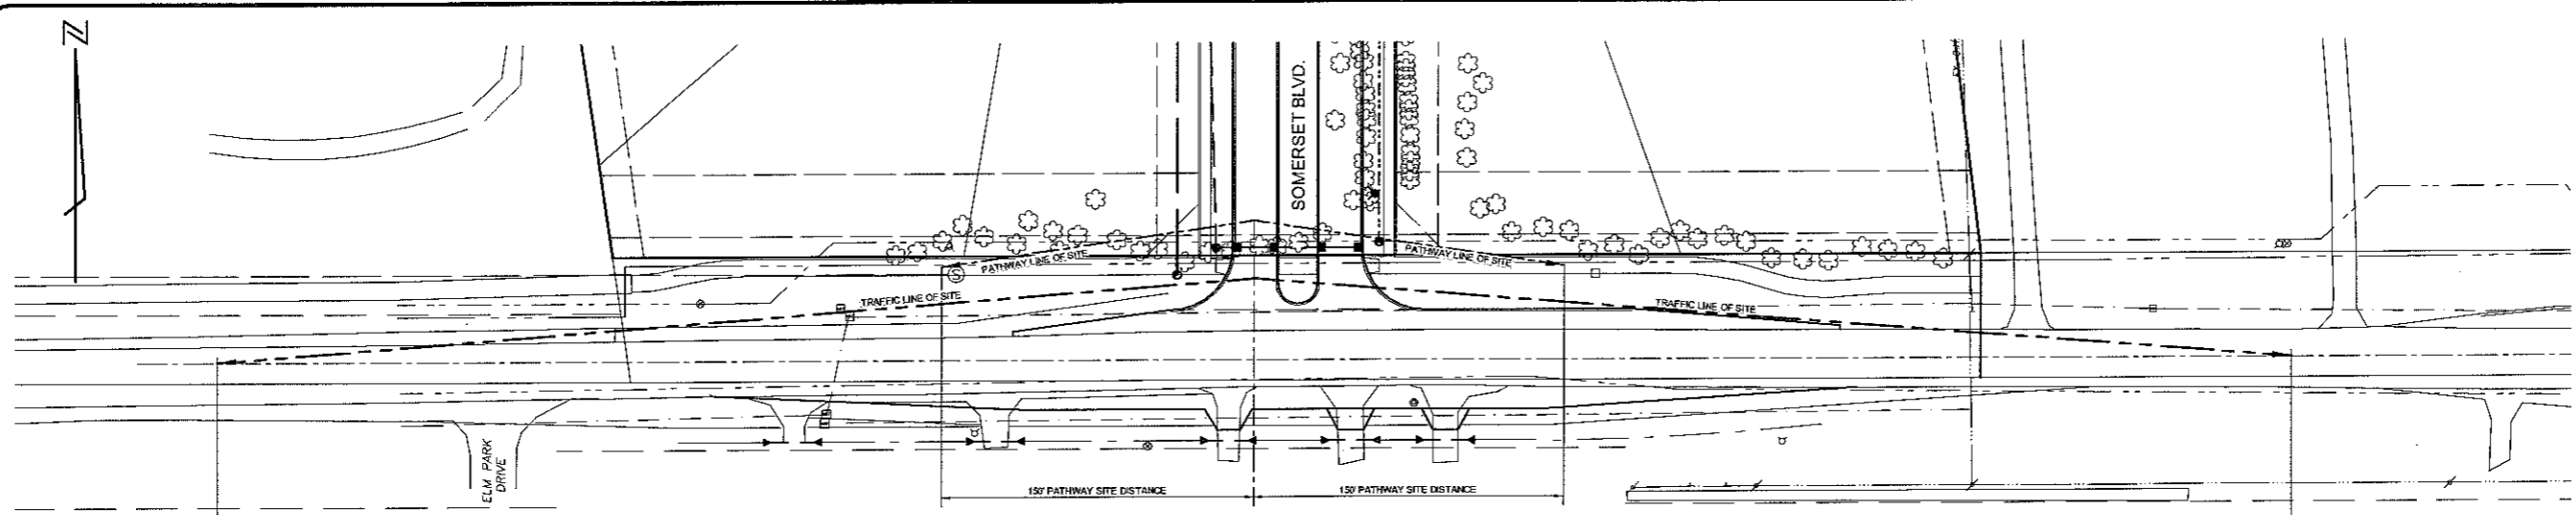 N
SOMERSET BLVD.
PATHWAY LINE OF SITE
PATHWAY LINE OF SITE
S
TRAFFIC LINE OF SITE
TRAFFIC LINE OF SITE
ELM PARK
DRIVE
150' PATHWAY SITE DISTANCE
150' PATHWAY SITE DISTANCE